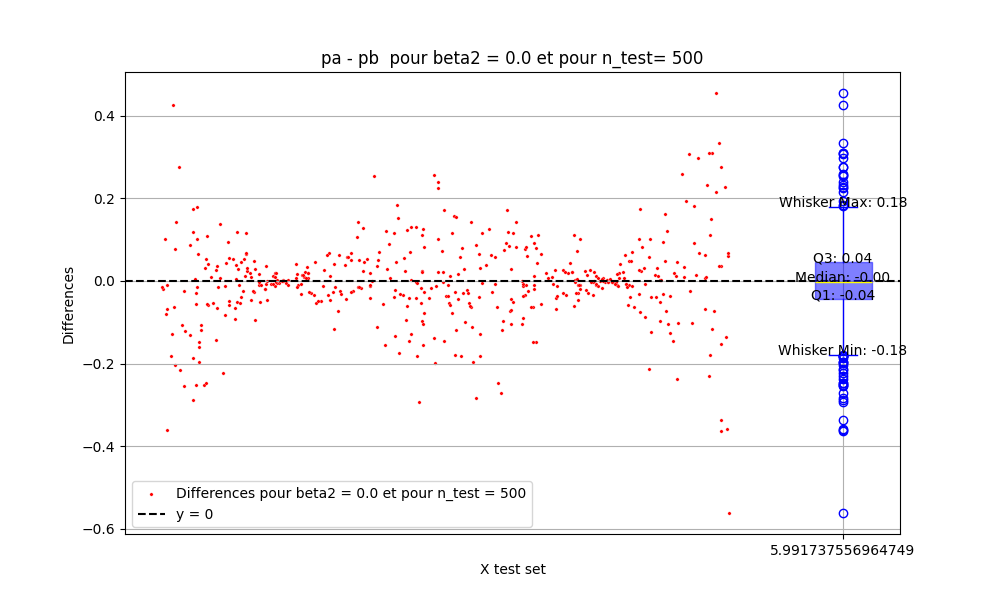 pa - pb  pour beta2 = 0.0 et pour n_test= 500
0.4
0.2
0.0
−0.2
−0.4
−0.6
Differences
Whisker Max: 0.18
Q3: 0.04
Median: -0.00
Q1: -0.04
Whisker Min: -0.18
Differences pour beta2 = 0.0 et pour n_test = 500
y = 0
5.991737556964749
X test set